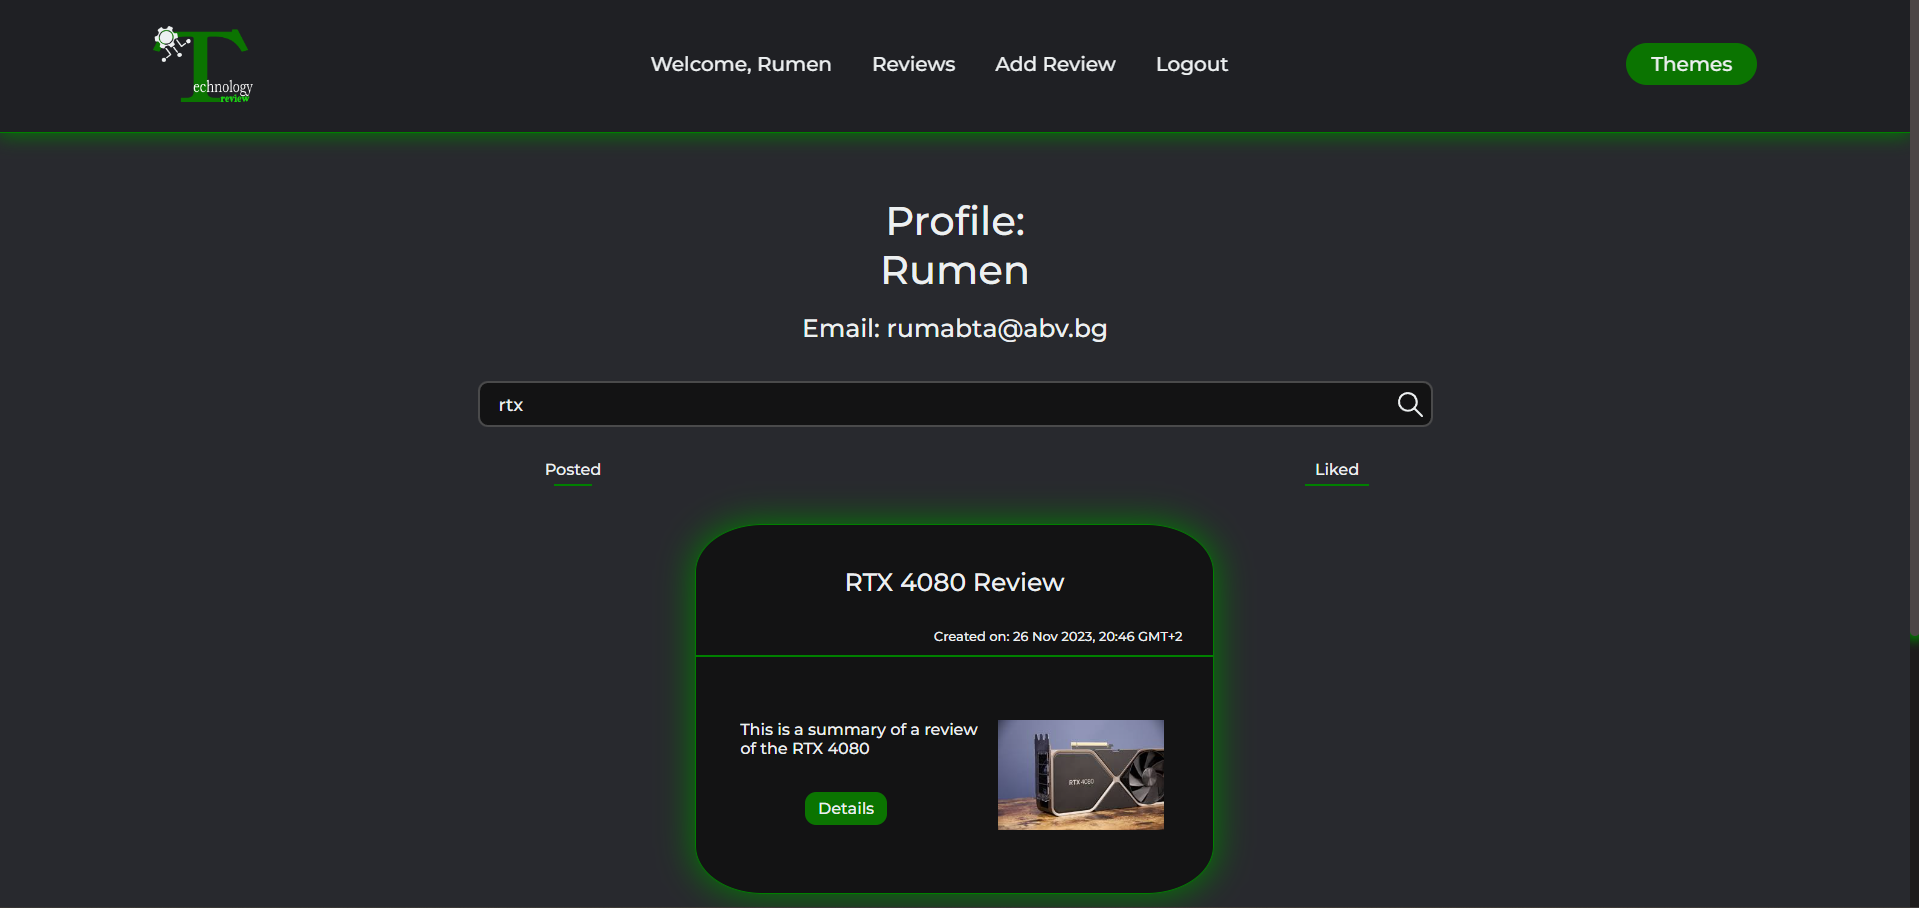 Technology
review
Welcome, Rumen
Reviews
Add Review
Logout
Themes
Profile:
Rumen
Email: rumabta@abv.bg
rtx
Posted
Liked
RTX 4080 Review
Created on: 26 Nov 2023, 20:46 GMT+2
This is a summary of a review
of the RTX 4080
RTX 4080
Details